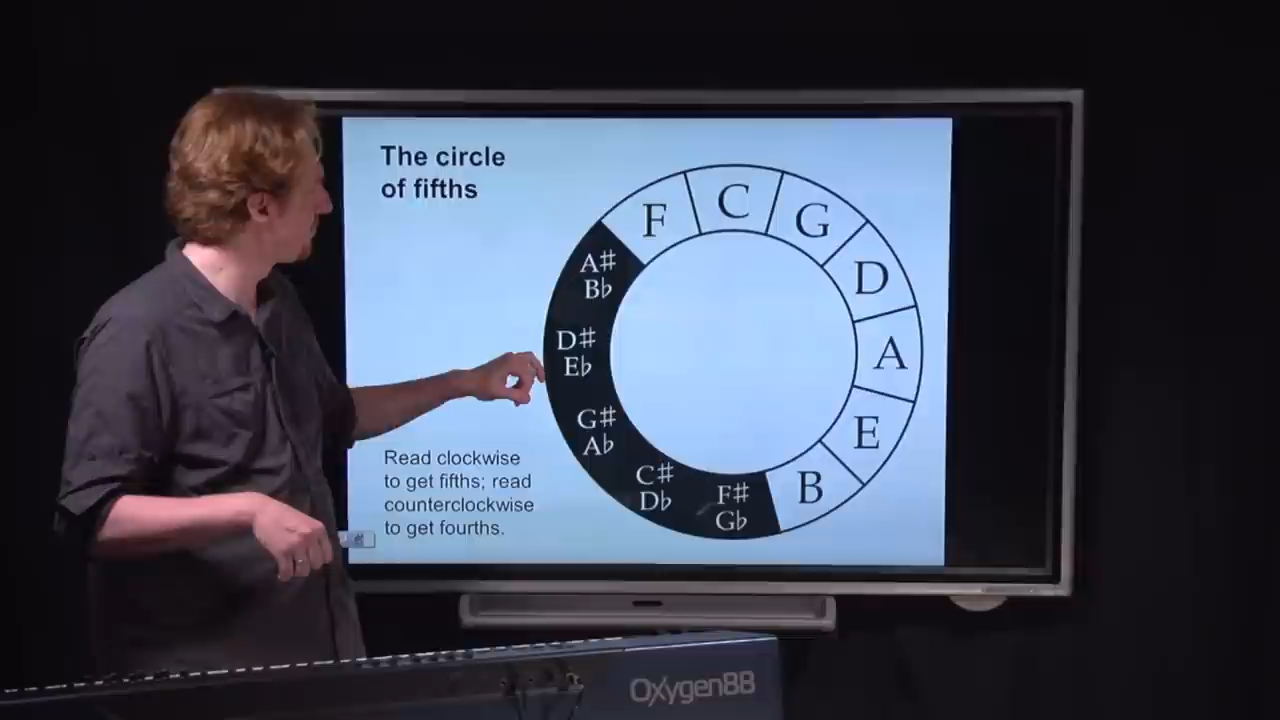 The circle
of fifths
F
C
G
D
A
E
B
F♯
G♭
C♯
D♭
G♯
A♭
D♯
E♭
A♯
B♭
Read clockwise
to get fifths; read
counterclockwise
to get fourths.
Oxygen88